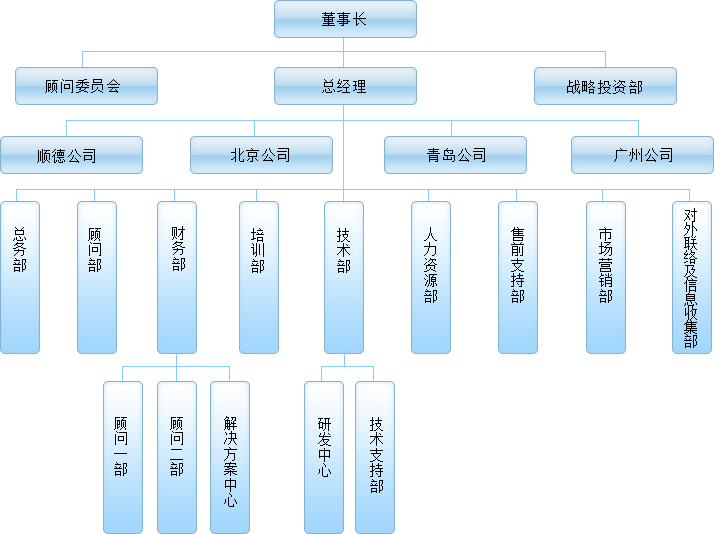 董事长
顾问委员会
总经理
战略投资部
顺德公司
北京公司
青岛公司
广州公司
总务部
顾问部
财务部
培训部
技术部
人力资源部
售前支持部
市场营销部
对外联络及信息收集部
顾问一部
顾问二部
解决方案中心
研发中心
技术支持部